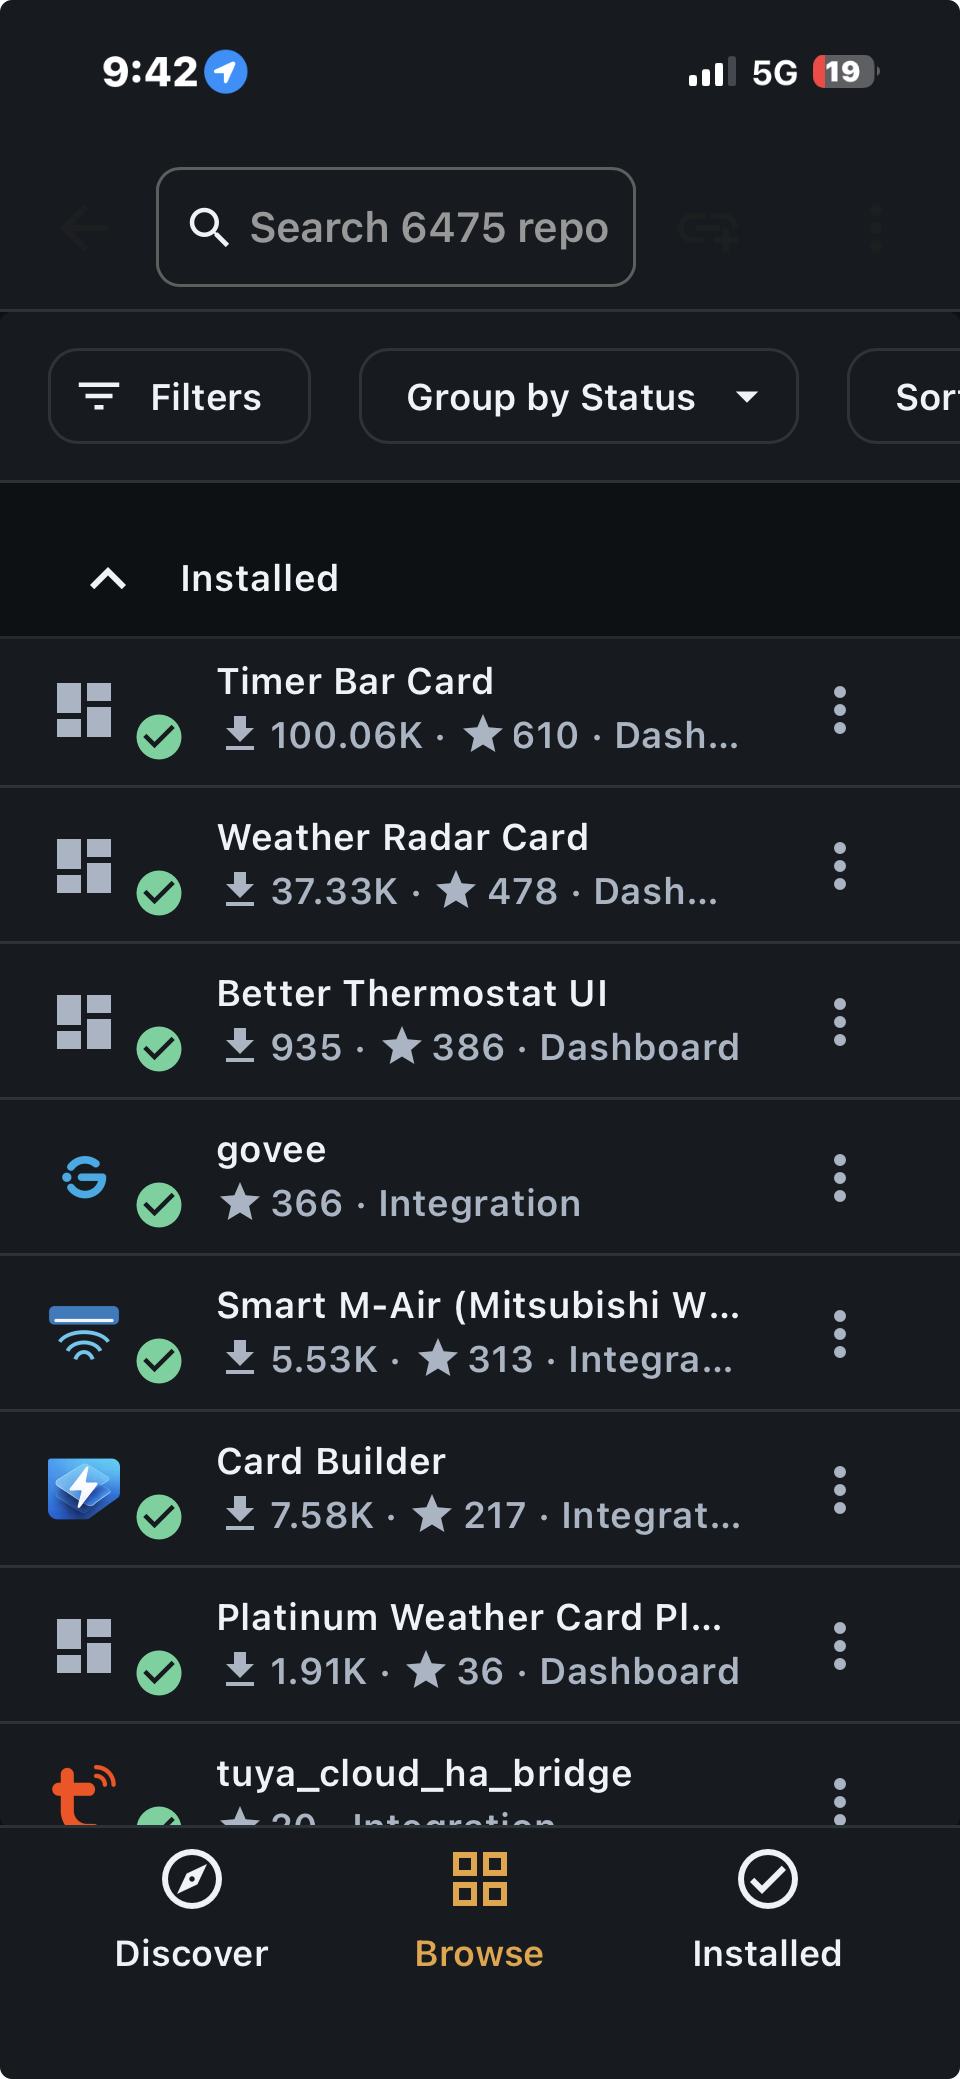 9:42
5G 19
Search 6475 repo
Filters
Group by Status
Sor
Installed
Timer Bar Card
100.06K · ★ 610 · Dash...
Weather Radar Card
37.33K · ★ 478 · Dash...
Better Thermostat UI
935 · ★ 386 · Dashboard
govee
★ 366 · Integration
Smart M-Air (Mitsubishi W...
5.53K · ★ 313 · Integra...
Card Builder
7.58K · ★ 217 · Integrat...
Platinum Weather Card Pl...
1.91K · ★ 36 · Dashboard
tuya_cloud_ha_bridge
★ 20 · Integration
Discover
Browse
Installed